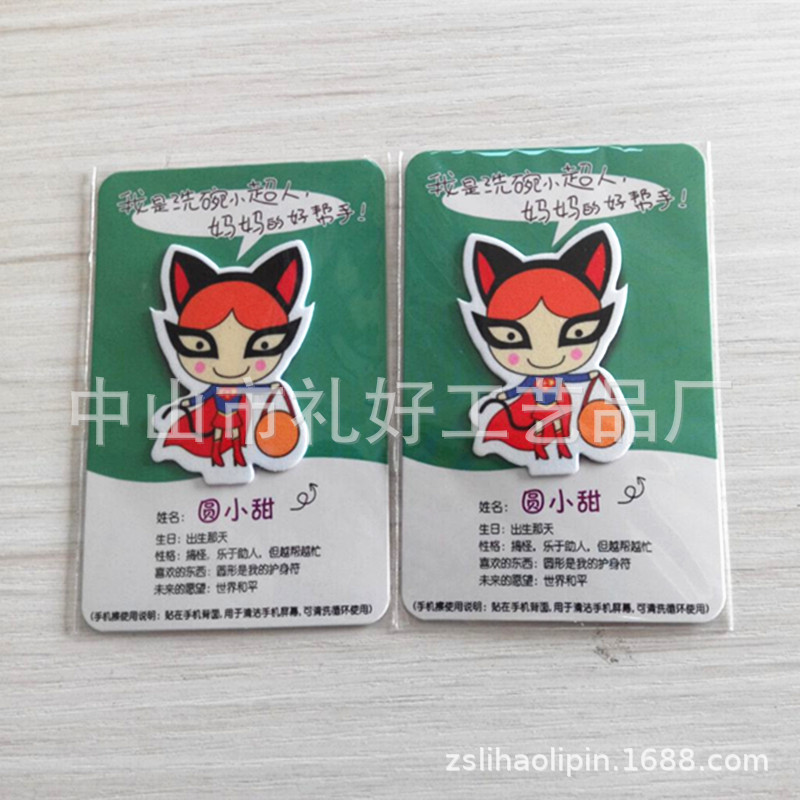 我是洗碗小超人,
妈妈的好帮手!
姓名: 圆小甜
生日: 出生那天
性格: 搞怪, 乐于助人, 但越帮越忙
喜欢的东西: 圆形是我的护身符
未来的愿望: 世界和平
(手机擦使用说明: 贴在手机背面, 用于清洁手机屏幕, 可清洗循环使用)
我是洗碗小超人,
妈妈的好帮手!
姓名: 圆小甜
生日: 出生那天
性格: 搞怪, 乐于助人, 但越帮越忙
喜欢的东西: 圆形是我的护身符
未来的愿望: 世界和平
(手机擦使用说明: 贴在手机背面, 用于清洁手机屏幕, 可清洗循环使用)
中山市礼好工艺品厂
zslihaolipin.1688.com